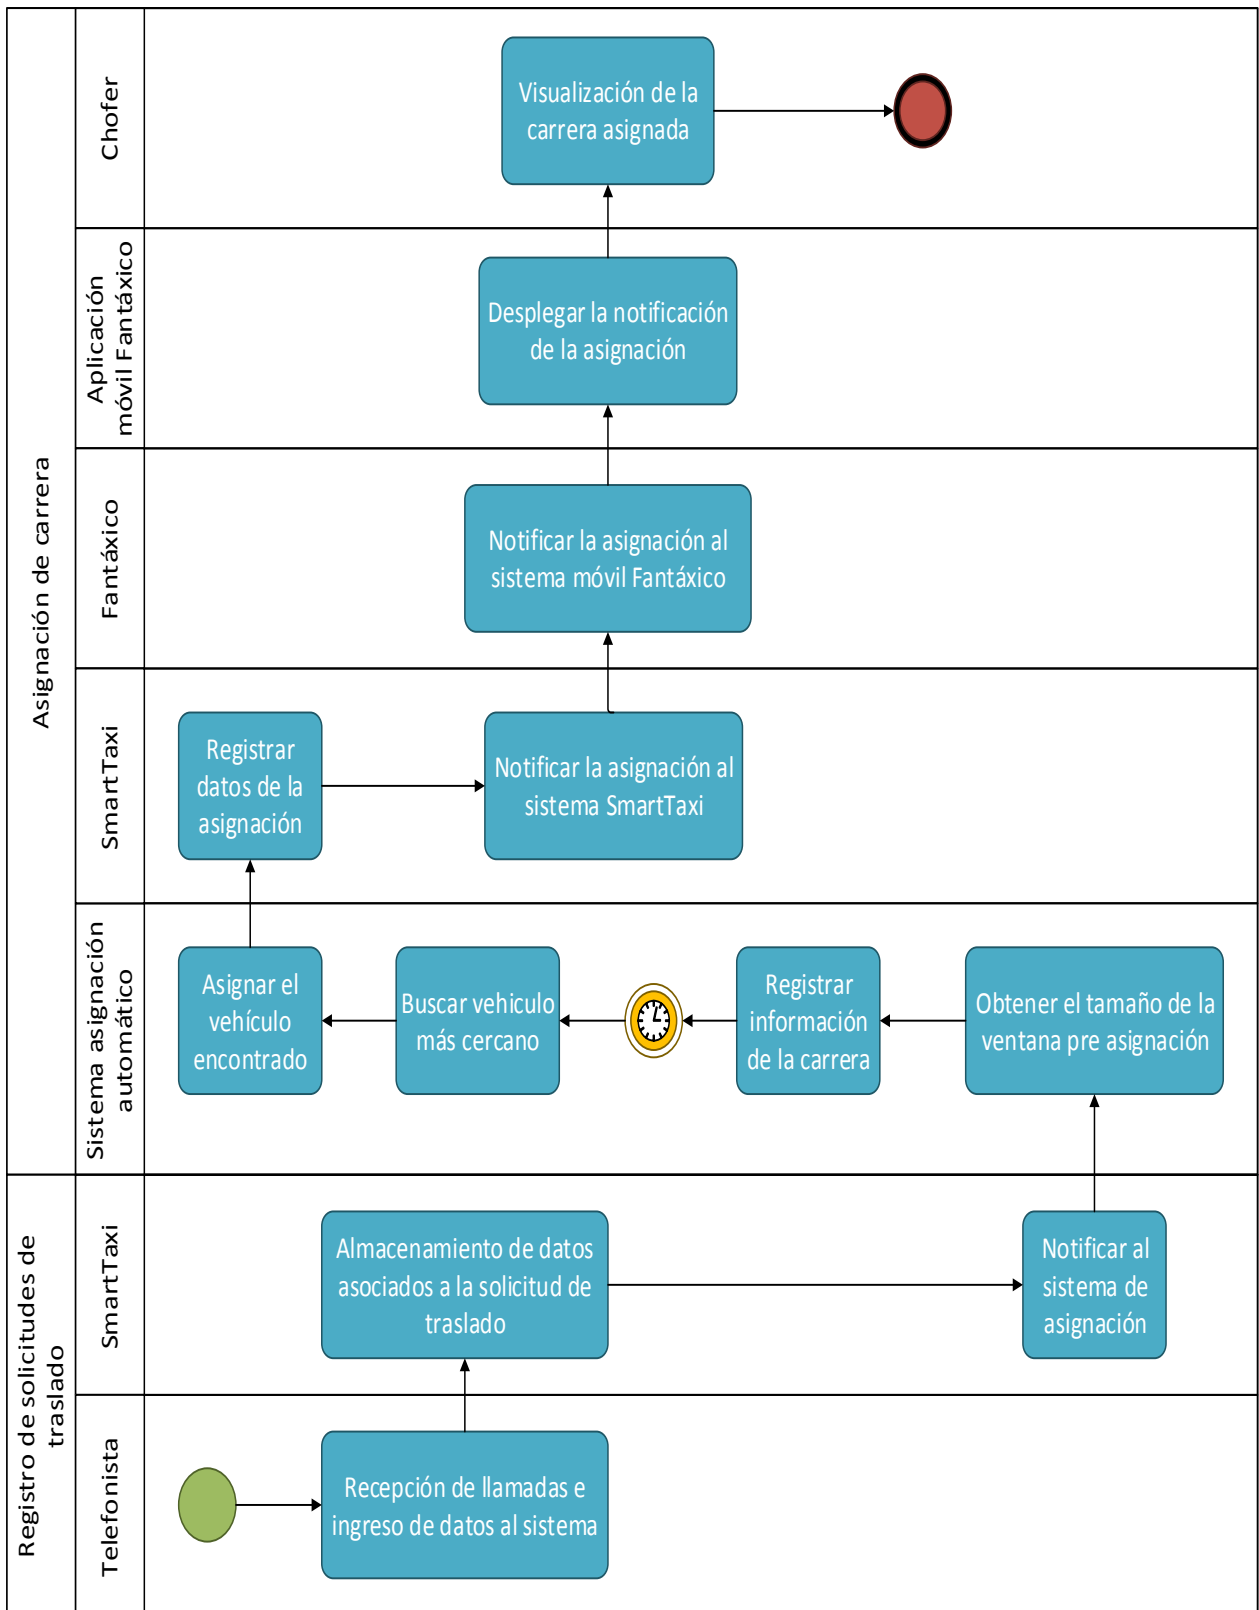 Asignación de carrera
Chofer
Visualización de la
carrera asignada
Aplicación
móvil Fantáxico
Desplegar la notificación
de la asignación
Fantáxico
Notificar la asignación al
sistema móvil Fantáxico
SmartTaxi
Registrar
datos de la
asignación
Notificar la asignación al
sistema SmartTaxi
Sistema asignación
automático
Asignar el
vehículo
encontrado
Buscar vehiculo
más cercano
Registrar
información
de la carrera
Obtener el tamaño de la
ventana pre asignación
Registro de solicitudes de
traslado
SmartTaxi
Almacenamiento de datos
asociados a la solicitud de
traslado
Notificar al
sistema de
asignación
Telefonista
Recepción de llamadas e
ingreso de datos al sistema